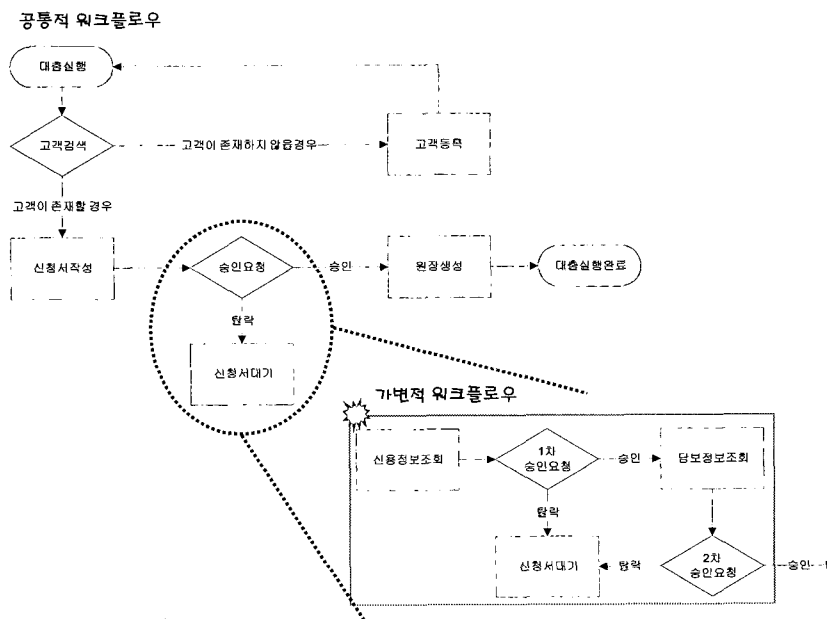 공통적 워크플로우
대출실행
고객검색
고객이 존재하지 않을경우
고객등록
고객이 존재할 경우
신청서작성
승인요청
승인
원장생성
대출실행완료
탈락
신청서대기
가변적 워크플로우
신용정보조회
1차
승인요청
승인
담보정보조회
탈락
신청서대기
탈락
2차
승인요청
승인